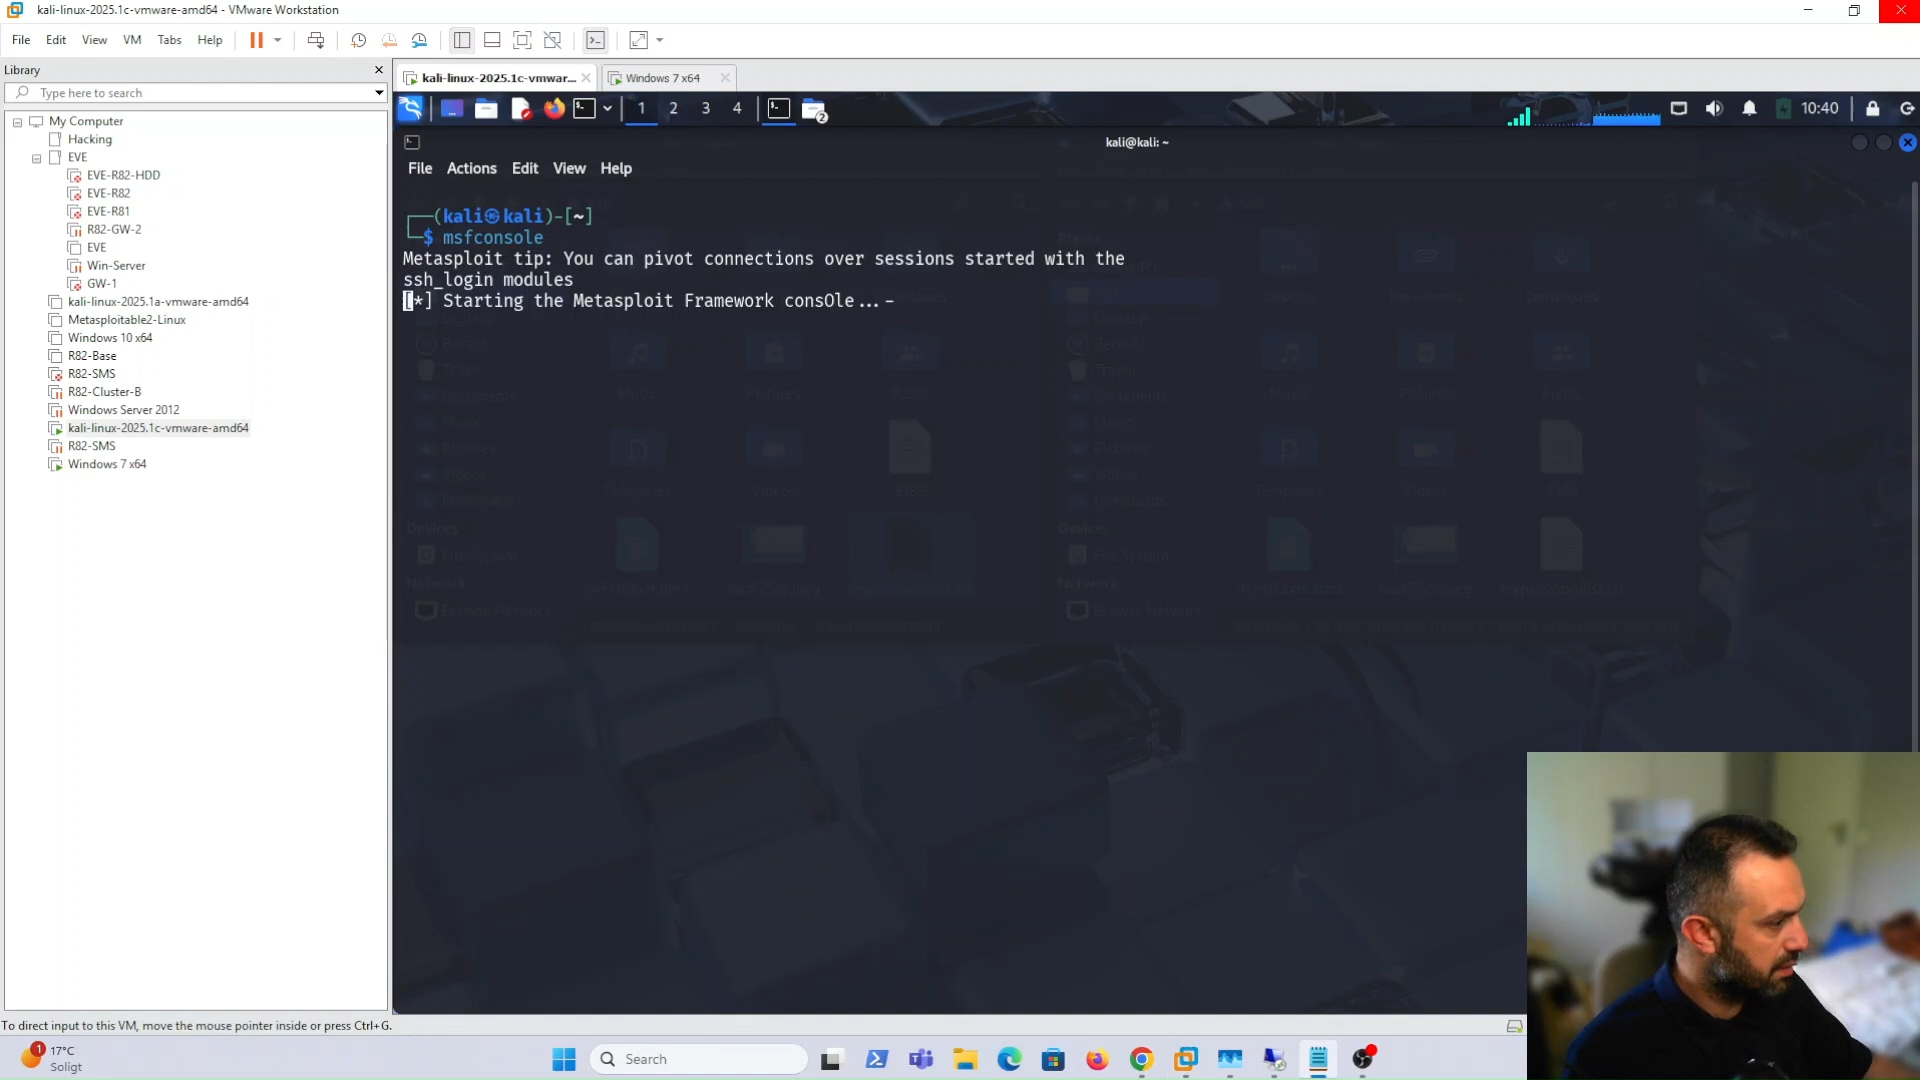 kali-linux-2025.1c-vmware-amd64 - VMware Workstation
File Edit View VM Tabs Help
Library
Type here to search
My Computer
Hacking
EVE
EVE-R82-HDD
EVE-R82
EVE-R81
R82-GW-2
EVE
Win-Server
GW-1
kali-linux-2025.1a-vmware-amd64
Metasploitable2-Linux
Windows 10 x64
R82-Base
R82-SMS
R82-Cluster-B
Windows Server 2012
kali-linux-2025.1c-vmware-amd64
R82-SMS
Windows 7 x64
kali-linux-2025.1c-vmwar... Windows 7 x64
1 2 3 4 2 10:40
kali@kali: ~
File Actions Edit View Help
┌──(kali㉿kali)-[~]
└─$ msfconsole
Metasploit tip: You can pivot connections over sessions started with the
ssh_login modules
[*] Starting the Metasploit Framework consOle...-
Devices
Network
Browse Network
To direct input to this VM, move the mouse pointer inside or press Ctrl+G.
1 17°C
Soligt
Search